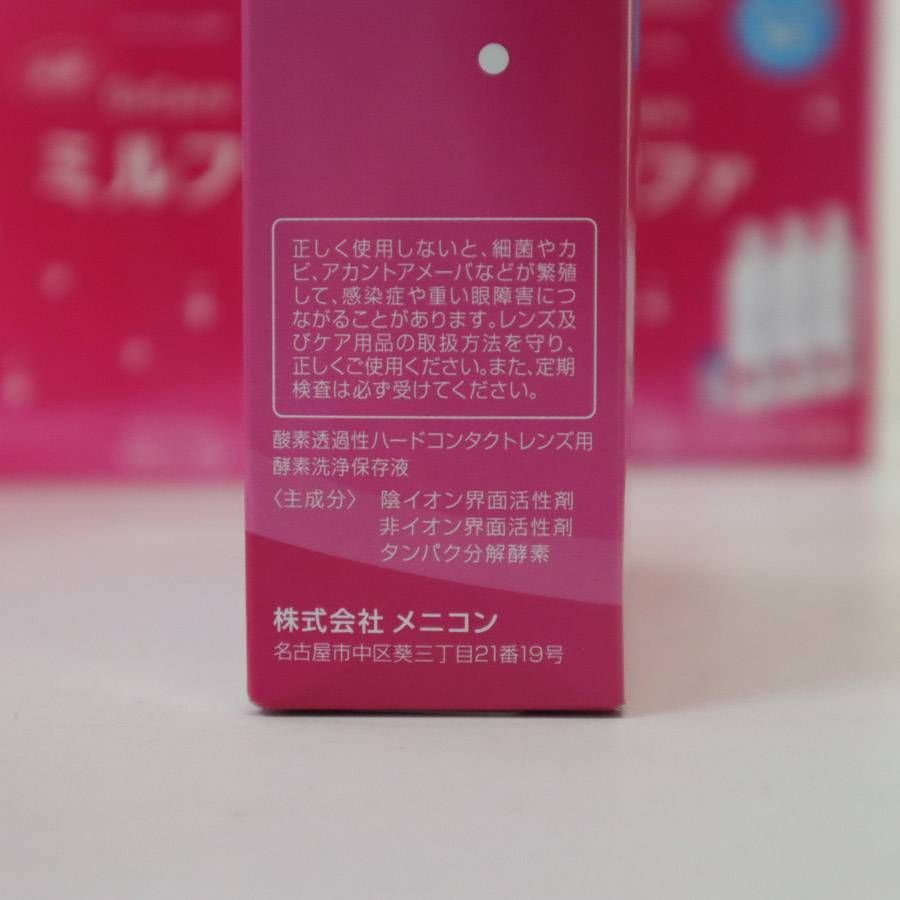 ミルフ
フア
正しく使用しないと、細菌やカ
ビ、アカントアメーバなどが繁殖
して、感染症や重い眼障害につ
ながることがあります。レンズ及
びケア用品の取扱方法を守り、
正しくご使用ください。また、定期
検査は必ず受けてください。
酸素透過性ハードコンタクトレンズ用
酵素洗浄保存液
〈主成分〉 陰イオン界面活性剤
非イオン界面活性剤
タンパク分解酵素
株式会社 メニコン
名古屋市中区葵三丁目21番19号